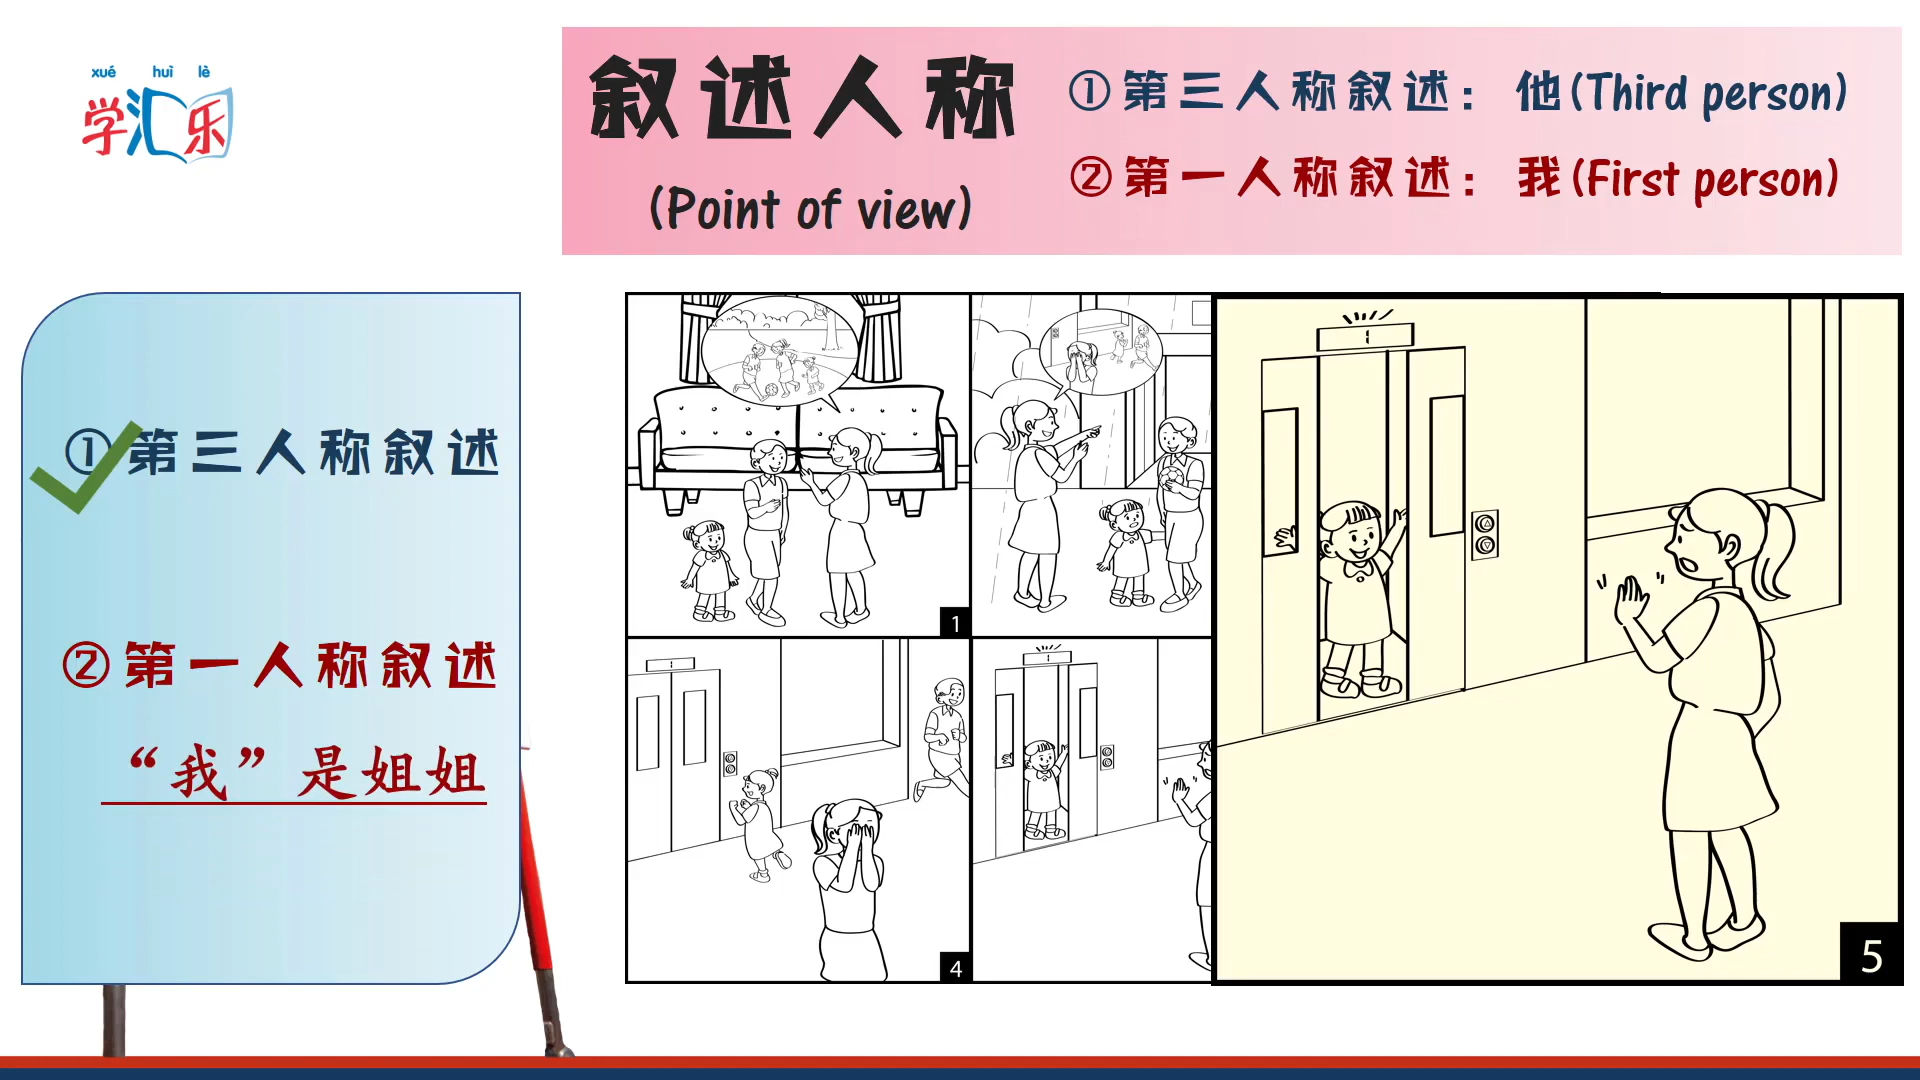 xué huì lè
学汇乐
叙述人称
(Point of view)
①第三人称叙述： 他(Third person)
②第一人称叙述： 我(First person)
①第三人称叙述
②第一人称叙述
“我”是姐姐
1
4
1
1
5